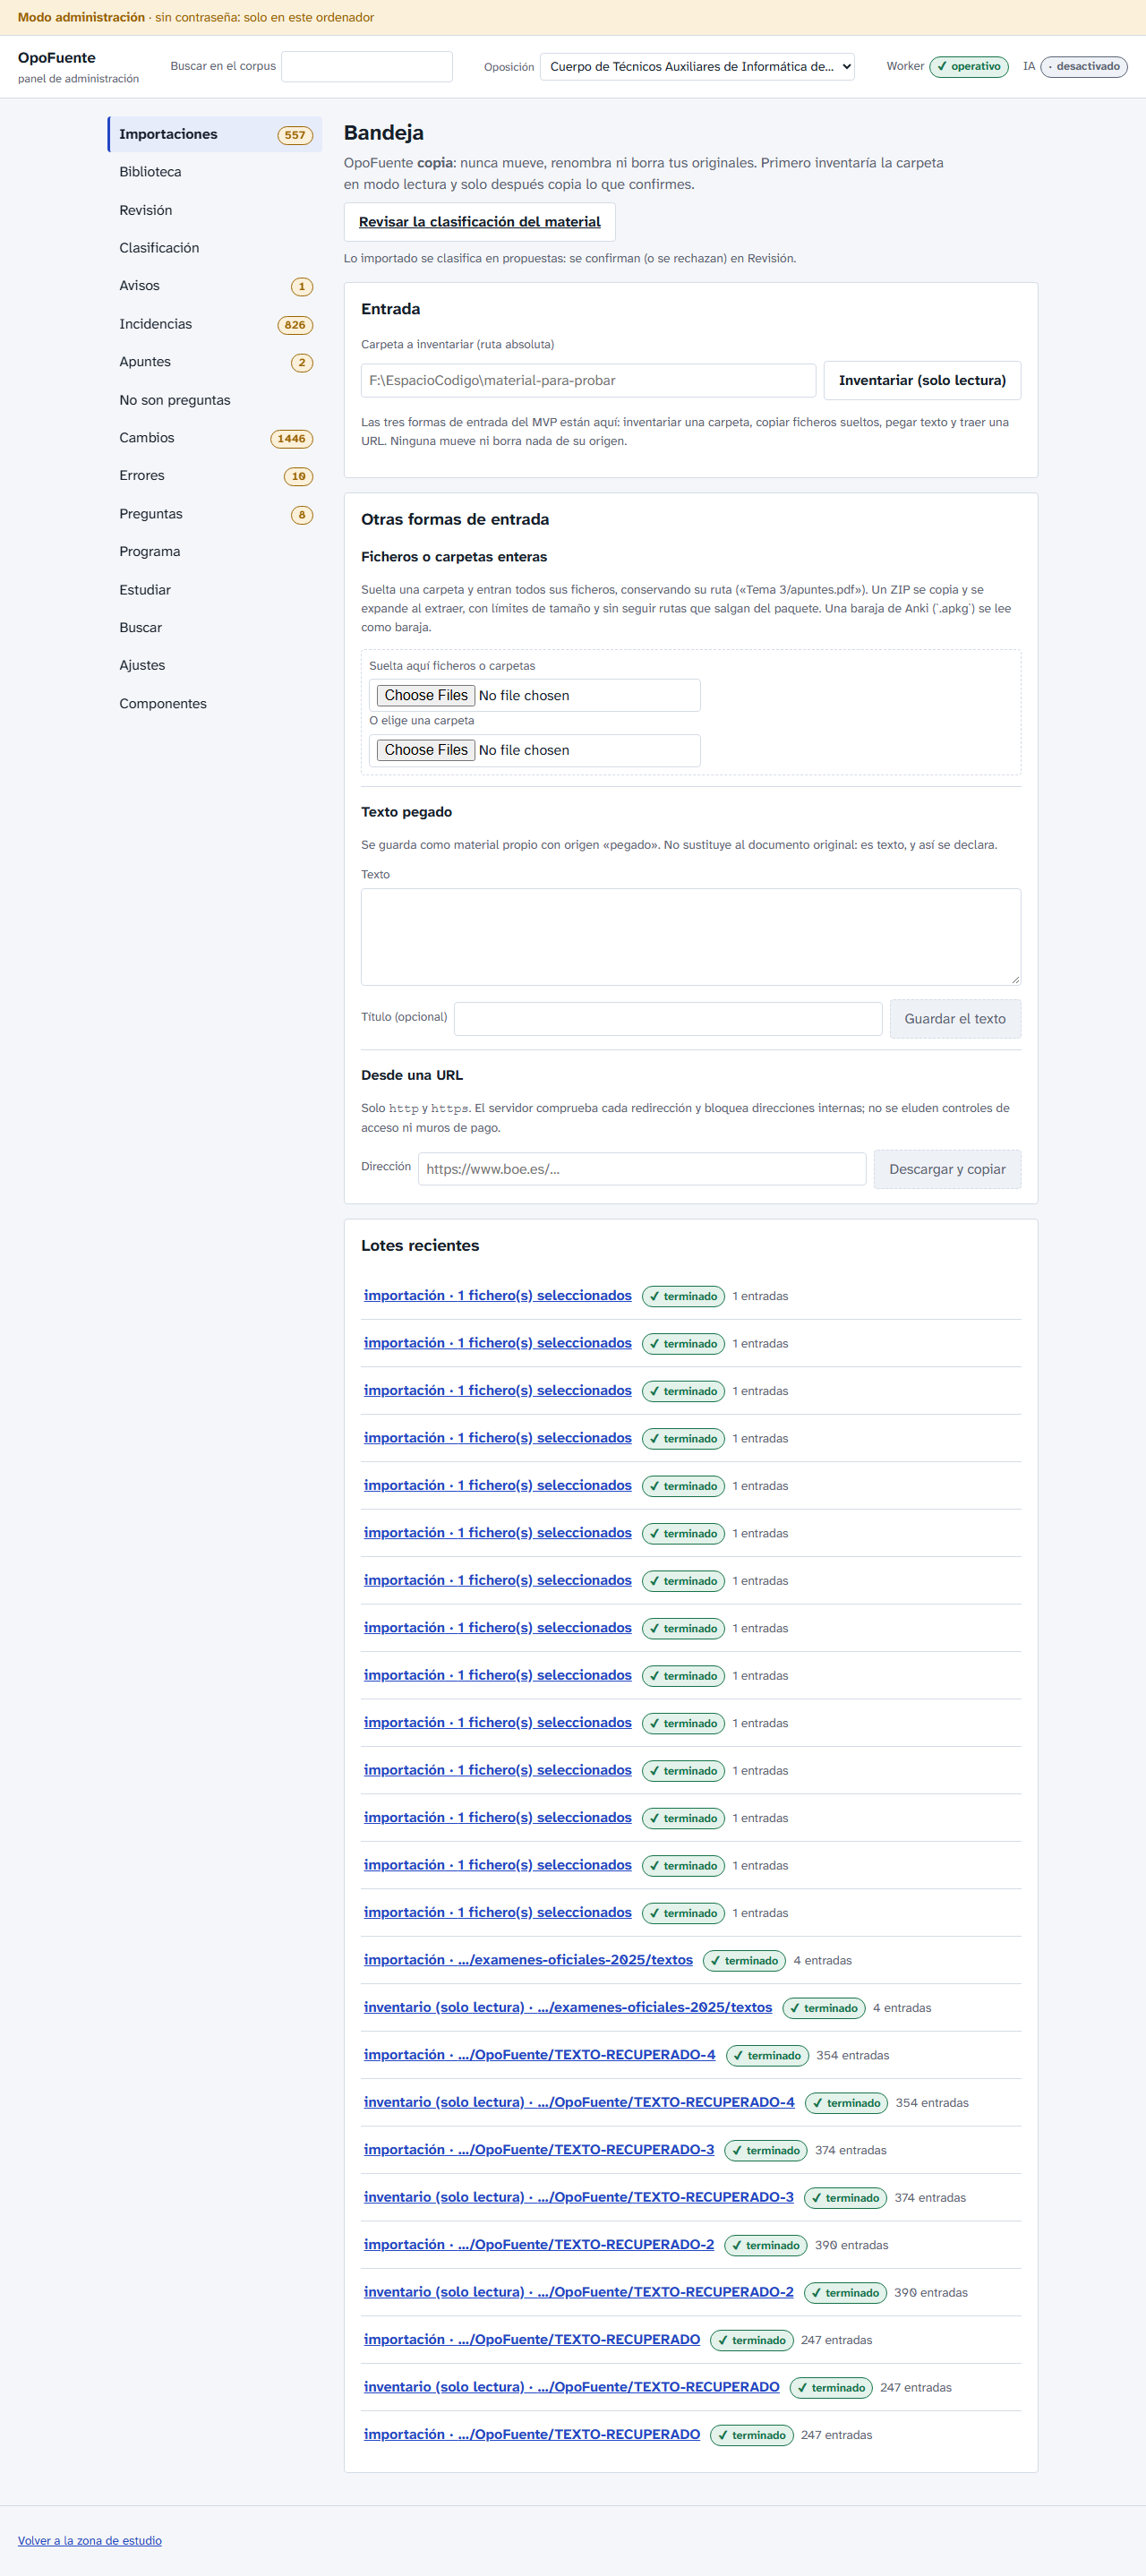 Modo administración · sin contraseña: solo en este ordenador
OpoFuente
panel de administración
Buscar en el corpus
Oposición
Cuerpo de Técnicos Auxiliares de Informática de...
Worker ✓ operativo
IA · desactivado
Importaciones 557
Biblioteca
Revisión
Clasificación
Avisos 1
Incidencias 826
Apuntes 2
No son preguntas
Cambios 1446
Errores 10
Preguntas 8
Programa
Estudiar
Buscar
Ajustes
Componentes
Bandeja
OpoFuente copia: nunca mueve, renombra ni borra tus originales. Primero inventaría la carpeta
en modo lectura y solo después copia lo que confirmes.
Revisar la clasificación del material
Lo importado se clasifica en propuestas: se confirman (o se rechazan) en Revisión.
Entrada
Carpeta a inventariar (ruta absoluta)
F:\EspacioCodigo\material-para-probar
Inventariar (solo lectura)
Las tres formas de entrada del MVP están aquí: inventariar una carpeta, copiar ficheros sueltos, pegar texto y traer una
URL. Ninguna mueve ni borra nada de su origen.
Otras formas de entrada
Ficheros o carpetas enteras
Suelta una carpeta y entran todos sus ficheros, conservando su ruta («Tema 3/apuntes.pdf»). Un ZIP se copia y se
expande al extraer, con límites de tamaño y sin seguir rutas que salgan del paquete. Una baraja de Anki (`.apkg`) se lee
como baraja.
Suelta aquí ficheros o carpetas
Choose Files No file chosen
O elige una carpeta
Choose Files No file chosen
Texto pegado
Se guarda como material propio con origen «pegado». No sustituye al documento original: es texto, y así se declara.
Texto
Título (opcional)
Guardar el texto
Desde una URL
Solo http y https. El servidor comprueba cada redirección y bloquea direcciones internas; no se eluden controles de
acceso ni muros de pago.
Dirección
https://www.boe.es/...
Descargar y copiar
Lotes recientes
importación · 1 fichero(s) seleccionados ✓ terminado 1 entradas
importación · 1 fichero(s) seleccionados ✓ terminado 1 entradas
importación · 1 fichero(s) seleccionados ✓ terminado 1 entradas
importación · 1 fichero(s) seleccionados ✓ terminado 1 entradas
importación · 1 fichero(s) seleccionados ✓ terminado 1 entradas
importación · 1 fichero(s) seleccionados ✓ terminado 1 entradas
importación · 1 fichero(s) seleccionados ✓ terminado 1 entradas
importación · 1 fichero(s) seleccionados ✓ terminado 1 entradas
importación · 1 fichero(s) seleccionados ✓ terminado 1 entradas
importación · 1 fichero(s) seleccionados ✓ terminado 1 entradas
importación · 1 fichero(s) seleccionados ✓ terminado 1 entradas
importación · 1 fichero(s) seleccionados ✓ terminado 1 entradas
importación · 1 fichero(s) seleccionados ✓ terminado 1 entradas
importación · 1 fichero(s) seleccionados ✓ terminado 1 entradas
importación · .../examenes-oficiales-2025/textos ✓ terminado 4 entradas
inventario (solo lectura) · .../examenes-oficiales-2025/textos ✓ terminado 4 entradas
importación · .../OpoFuente/TEXTO-RECUPERADO-4 ✓ terminado 354 entradas
inventario (solo lectura) · .../OpoFuente/TEXTO-RECUPERADO-4 ✓ terminado 354 entradas
importación · .../OpoFuente/TEXTO-RECUPERADO-3 ✓ terminado 374 entradas
inventario (solo lectura) · .../OpoFuente/TEXTO-RECUPERADO-3 ✓ terminado 374 entradas
importación · .../OpoFuente/TEXTO-RECUPERADO-2 ✓ terminado 390 entradas
inventario (solo lectura) · .../OpoFuente/TEXTO-RECUPERADO-2 ✓ terminado 390 entradas
importación · .../OpoFuente/TEXTO-RECUPERADO ✓ terminado 247 entradas
inventario (solo lectura) · .../OpoFuente/TEXTO-RECUPERADO ✓ terminado 247 entradas
importación · .../OpoFuente/TEXTO-RECUPERADO ✓ terminado 247 entradas
Volver a la zona de estudio